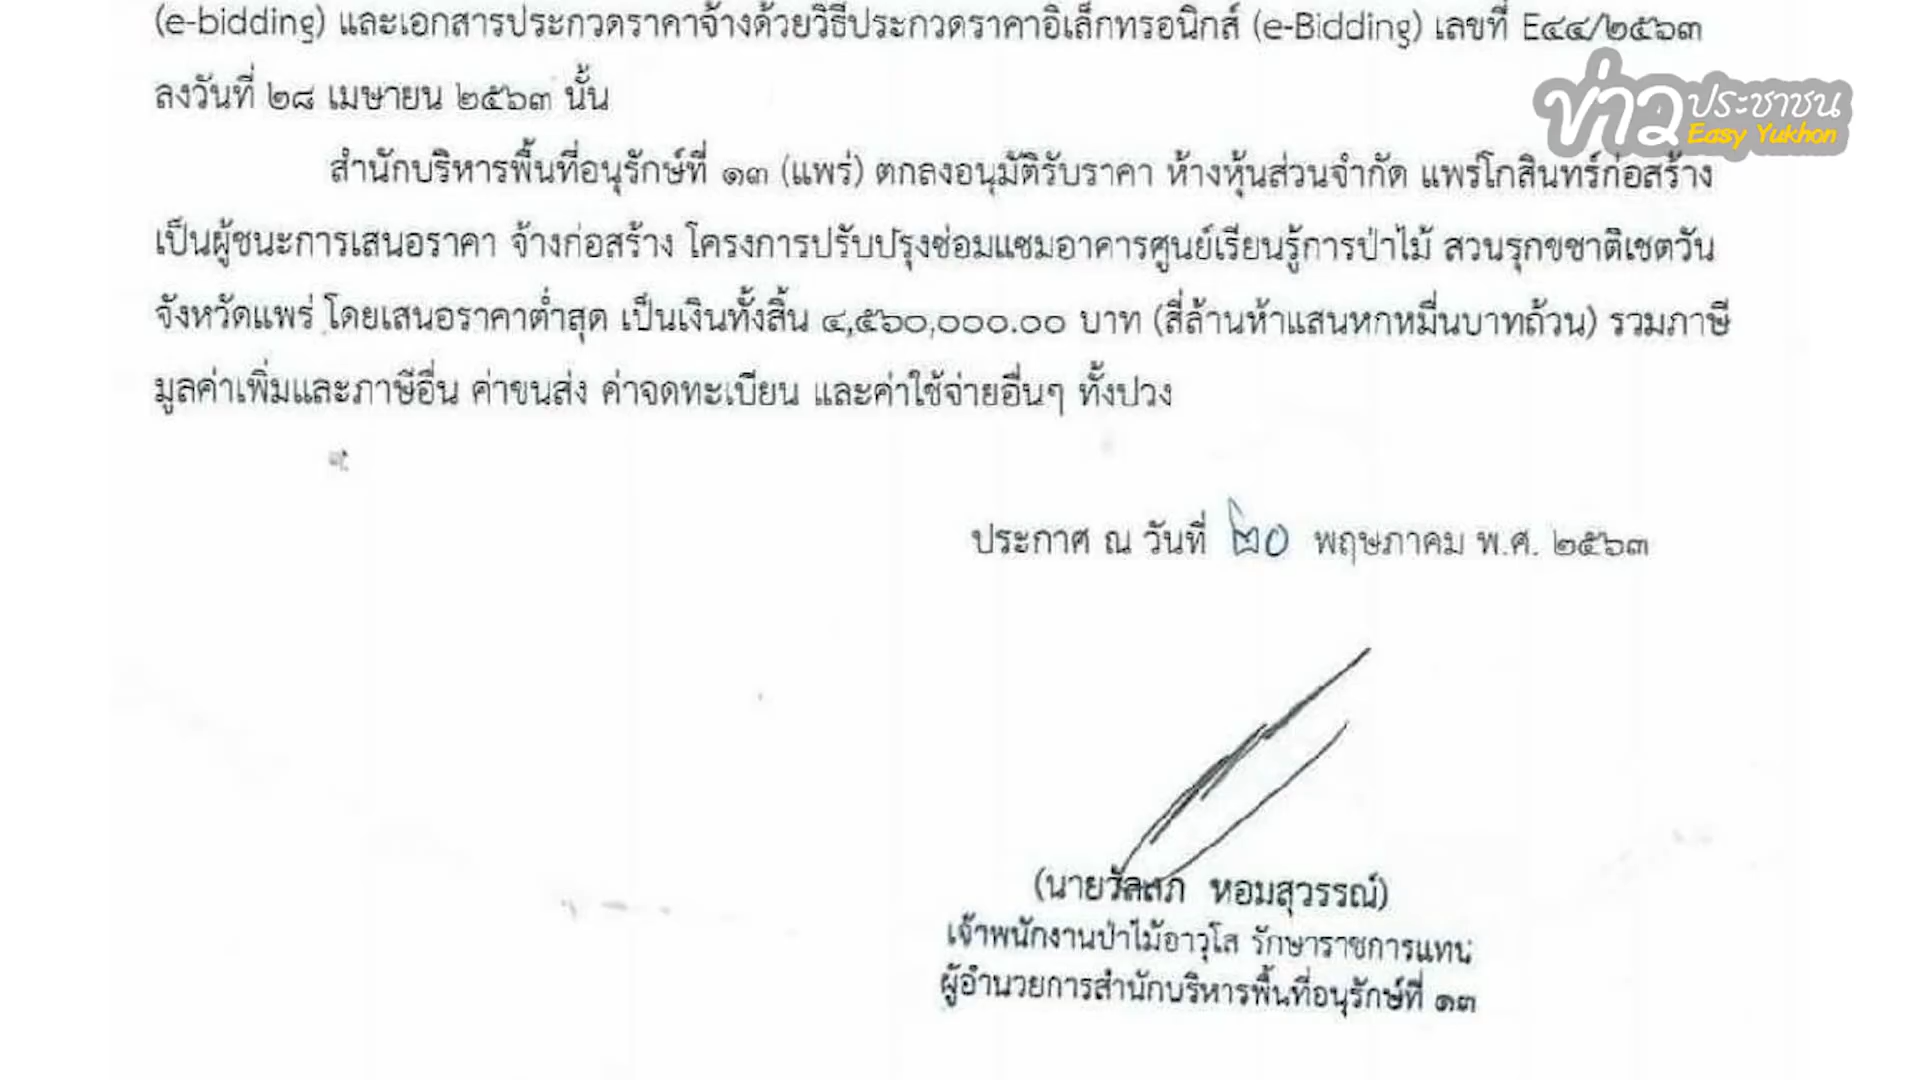 (e-bidding) และเอกสารประกวดราคาจ้างด้วยวิธีประกวดราคาอิเล็กทรอนิกส์ (e-Bidding) เลขที่ E๔๔/๒๕๖๓
ลงวันที่ ๒๘ เมษายน ๒๕๖๓ นั้น
ข่าวประชาชน
Easy Yukhon
สำนักบริหารพื้นที่อนุรักษ์ที่ ๑๓ (แพร่) ตกลงอนุมัติรับราคา ห้างหุ้นส่วนจำกัด แพร่โกสินทร์ก่อสร้าง
เป็นผู้ชนะการเสนอราคา จ้างก่อสร้าง โครงการปรับปรุงซ่อมแซมอาคารศูนย์เรียนรู้การป่าไม้ สวนรุกขชาติเชตวัน
จังหวัดแพร่ โดยเสนอราคาต่ำสุด เป็นเงินทั้งสิ้น ๔,๕๖๐,๐๐๐.๐๐ บาท (สี่ล้านห้าแสนหกหมื่นบาทถ้วน) รวมภาษี
มูลค่าเพิ่มและภาษีอื่น ค่าขนส่ง ค่าจดทะเบียน และค่าใช้จ่ายอื่นๆ ทั้งปวง
ประกาศ ณ วันที่ ๒๐ พฤษภาคม พ.ศ. ๒๕๖๓
(นายวัลลภ หอมสุวรรณ์)
เจ้าพนักงานป่าไม้อาวุโส รักษาราชการแทน
ผู้อำนวยการสำนักบริหารพื้นที่อนุรักษ์ที่ ๑๓